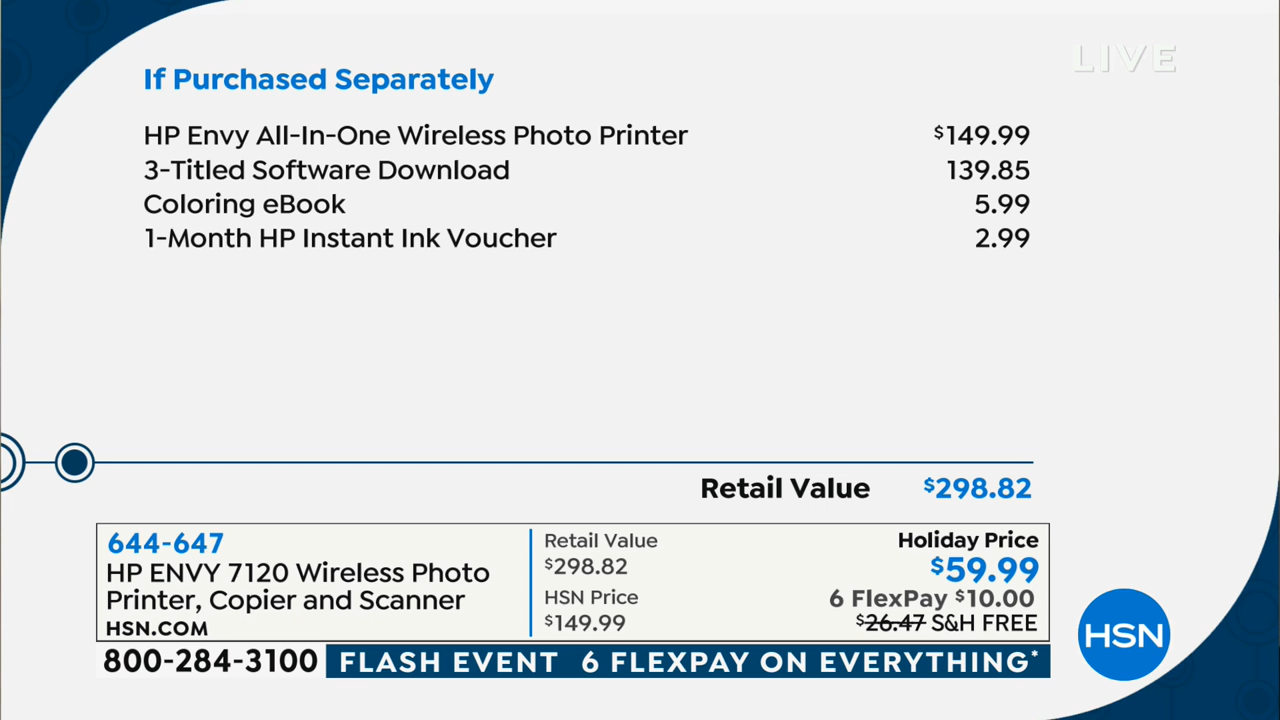 LIVE
If Purchased Separately
HP Envy All-In-One Wireless Photo Printer $149.99
3-Titled Software Download 139.85
Coloring eBook 5.99
1-Month HP Instant Ink Voucher 2.99
Retail Value $298.82
644-647
HP ENVY 7120 Wireless Photo
Printer, Copier and Scanner
HSN.COM
Retail Value
$298.82
HSN Price
$149.99
Holiday Price
$59.99
6 FlexPay $10.00
$26.47 S&H FREE
HSN
800-284-3100 FLASH EVENT 6 FLEXPAY ON EVERYTHING*